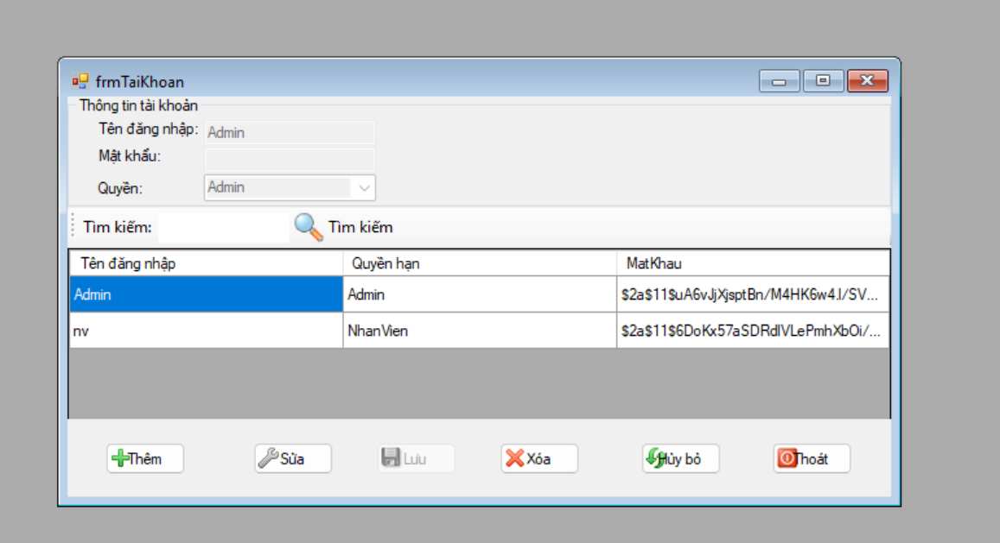 frmTaiKhoan
Thông tin tài khoản
Tên đăng nhập: Admin
Mật khẩu:
Quyền: Admin
Tìm kiếm: Tìm kiếm
Tên đăng nhập Quyền hạn MatKhau
Admin Admin $2a$11$uA6vJjXjsptBn/M4HK6w4.l/SV...
nv NhanVien $2a$11$6DoKx57aSDRdlVLePmhXbOi/...
Thêm Sửa Lưu Xóa Hủy bỏ Thoát